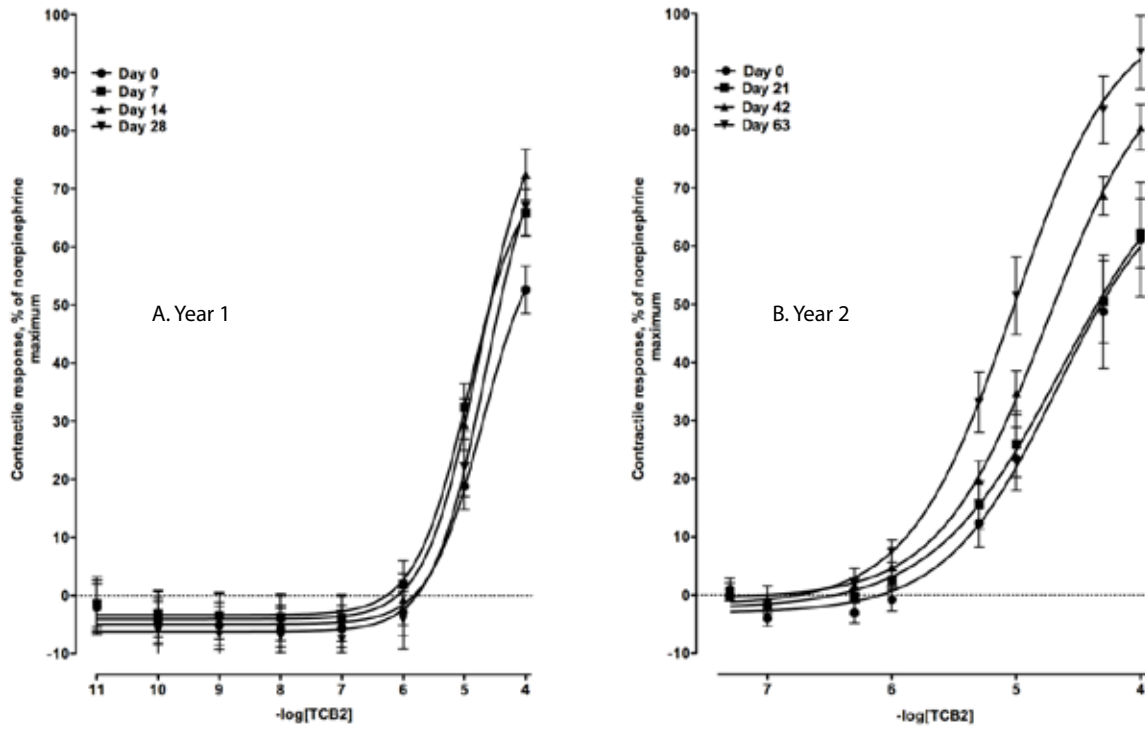 100
90
80
70
60
50
40
30
20
10
0
-10
Contractile response, % of norepinephrine
maximum
Day 0
Day 7
Day 14
Day 28
A. Year 1
11 10 9 8 7 6 5 4
-log[TCB2]
100
90
80
70
60
50
40
30
20
10
0
-10
Contractile response, % of norepinephrine
maximum
Day 0
Day 21
Day 42
Day 63
B. Year 2
7 6 5 4
-log[TCB2]